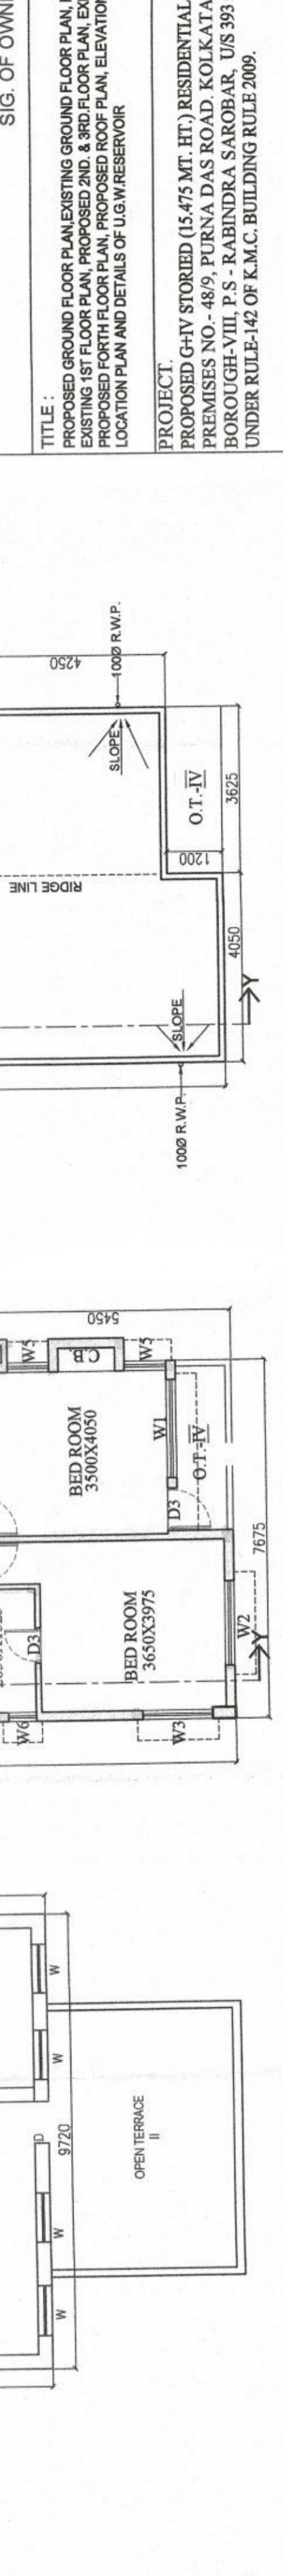 SIG. OF
TITLE :
PROPOSED GROUND FLOOR PLAN,EXISTING GROUND FLOOR PLAN,
EXISTING 1ST FLOOR PLAN, PROPOSED 2ND. & 3RD.FLOOR PLAN,
PROPOSED FORTH FLOOR PLAN, PROPOSED ROOF PLAN,
LOCATION PLAN AND DETAILS OF U.G.W.RESERVOIR
PROJECT.
PROPOSED G+IV STORIED (15.475 MT. HT.) RESIDENTIAL
PREMISES NO.- 48/9, PURNA DAS ROAD. KOLKATA
BOROUGH-VIII, P.S - RABINDRA SAROBAR, U/S 393
UNDER RULE-142 OF K.M.C. BUILDING RULE 2009.
4250
100Ø R.W.P.
SLOPE
RIDGE LINE
O.T.-IV
1200
3625
4050
SLOPE
100Ø R.W.P.
Y
5450
W5
C.B.
W5
BED ROOM
3500X4050
W1
D3
O.T.-IV
7675
D3
BED ROOM
3650X3975
W2
Y
W6
W3
W
W
D
9720
W
W
OPEN TERRACE
II